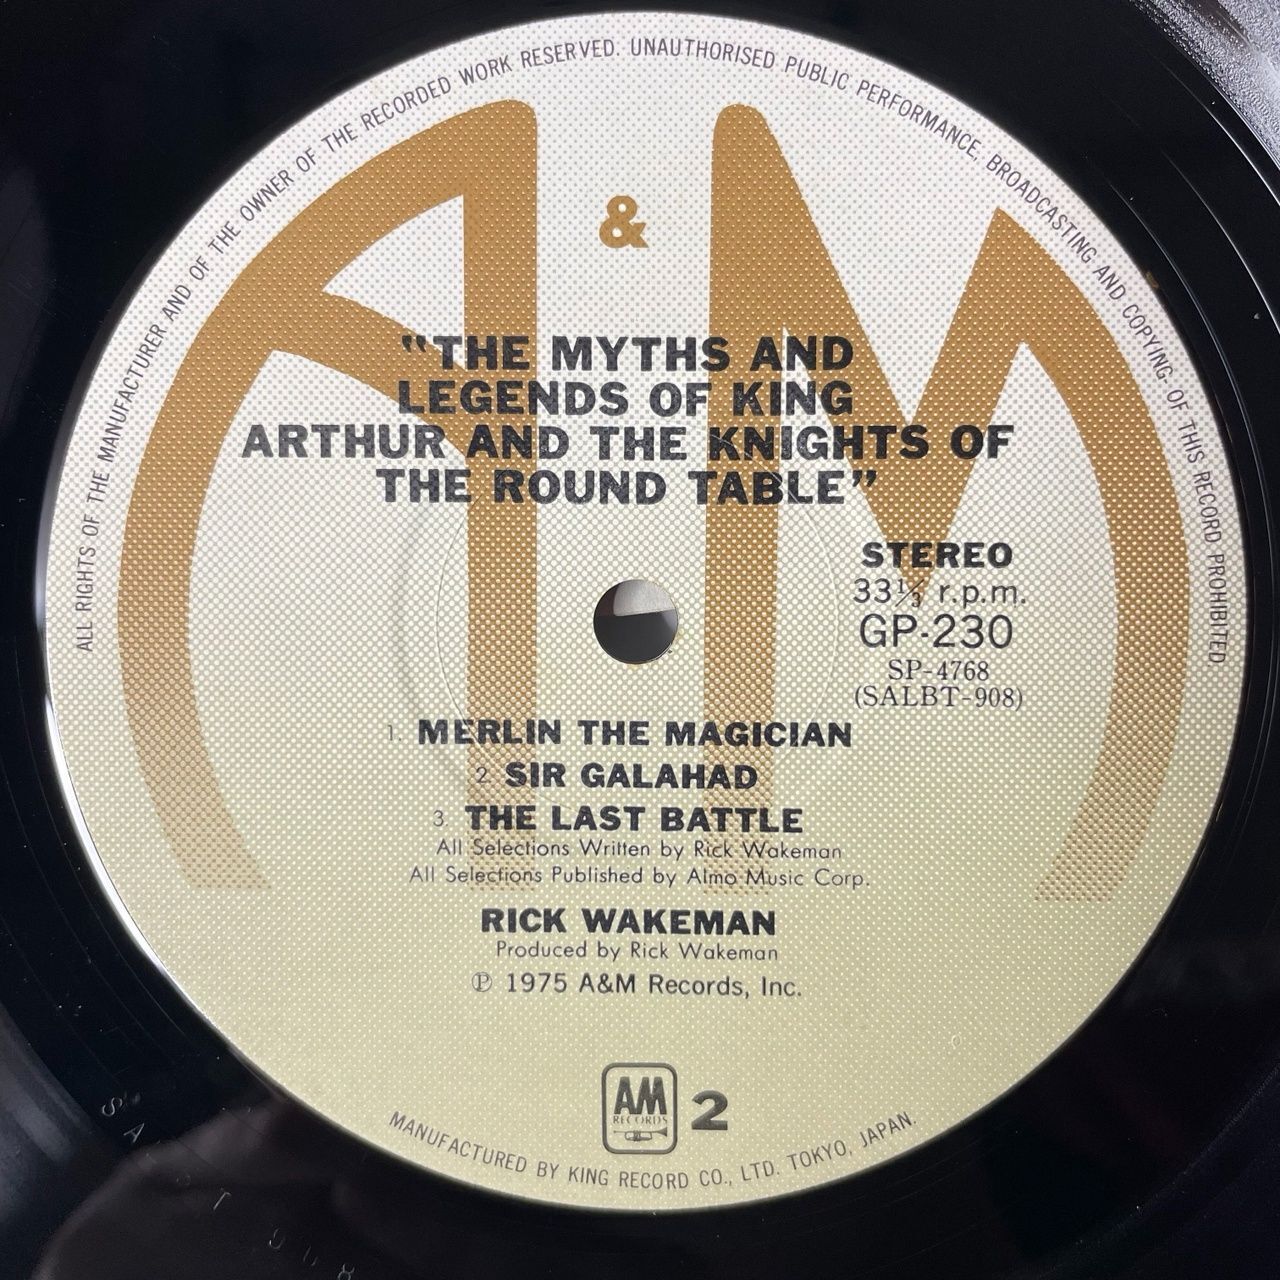 ALL RIGHTS OF THE MANUFACTURER AND OF THE OWNER OF THE RECORDED WORK RESERVED. UNAUTHORISED PUBLIC PERFORMANCE, BROADCASTING AND COPYING OF THIS RECORD PROHIBITED
A & M
"THE MYTHS AND
LEGENDS OF KING
ARTHUR AND THE KNIGHTS OF
THE ROUND TABLE"
STEREO
33⅓ r.p.m.
GP-230
SP-4768
(SALBT-908)
1. MERLIN THE MAGICIAN
2. SIR GALAHAD
3. THE LAST BATTLE
All Selections Written by Rick Wakeman
All Selections Published by Almo Music Corp.
RICK WAKEMAN
Produced by Rick Wakeman
℗ 1975 A&M Records, Inc.
AM
RECORDS
2
MANUFACTURED BY KING RECORD CO., LTD. TOKYO, JAPAN.